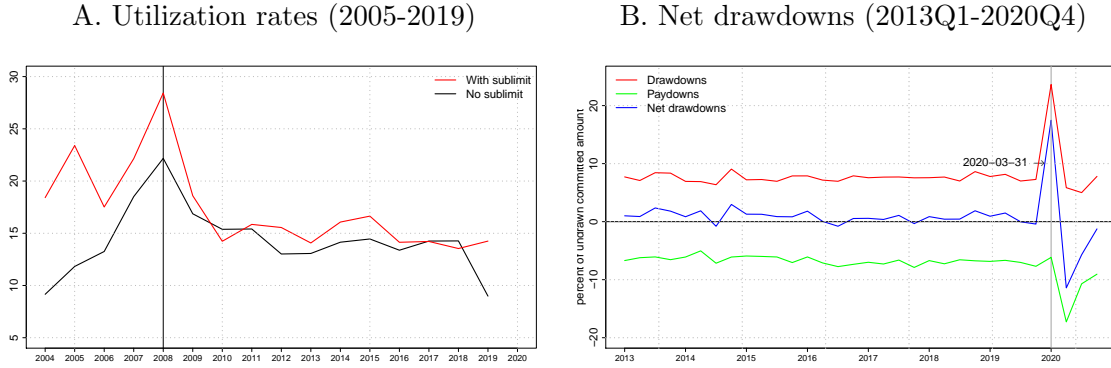 A. Utilization rates (2005-2019)
30
25
20
15
10
5
With sublimit
No sublimit
2004 2005 2006 2007 2008 2009 2010 2011 2012 2013 2014 2015 2016 2017 2018 2019 2020
B. Net drawdowns (2013Q1-2020Q4)
percent of undrawn committed amount
20
10
0
-10
-20
Drawdowns
Paydowns
Net drawdowns
2020-03-31 →
2013 2014 2015 2016 2017 2018 2019 2020